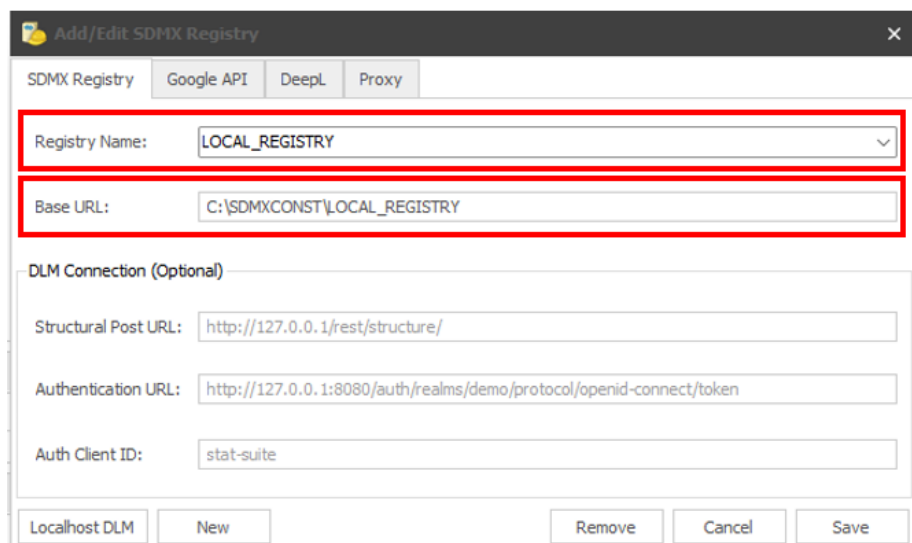 Add/Edit SDMX Registry
SDMX Registry Google API DeepL Proxy
Registry Name: LOCAL_REGISTRY
Base URL: C:\SDMXCONST\LOCAL_REGISTRY
DLM Connection (Optional)
Structural Post URL: http://127.0.0.1/rest/structure/
Authentication URL: http://127.0.0.1:8080/auth/realms/demo/protocol/openid-connect/token
Auth Client ID: stat-suite
Localhost DLM New Remove Cancel Save